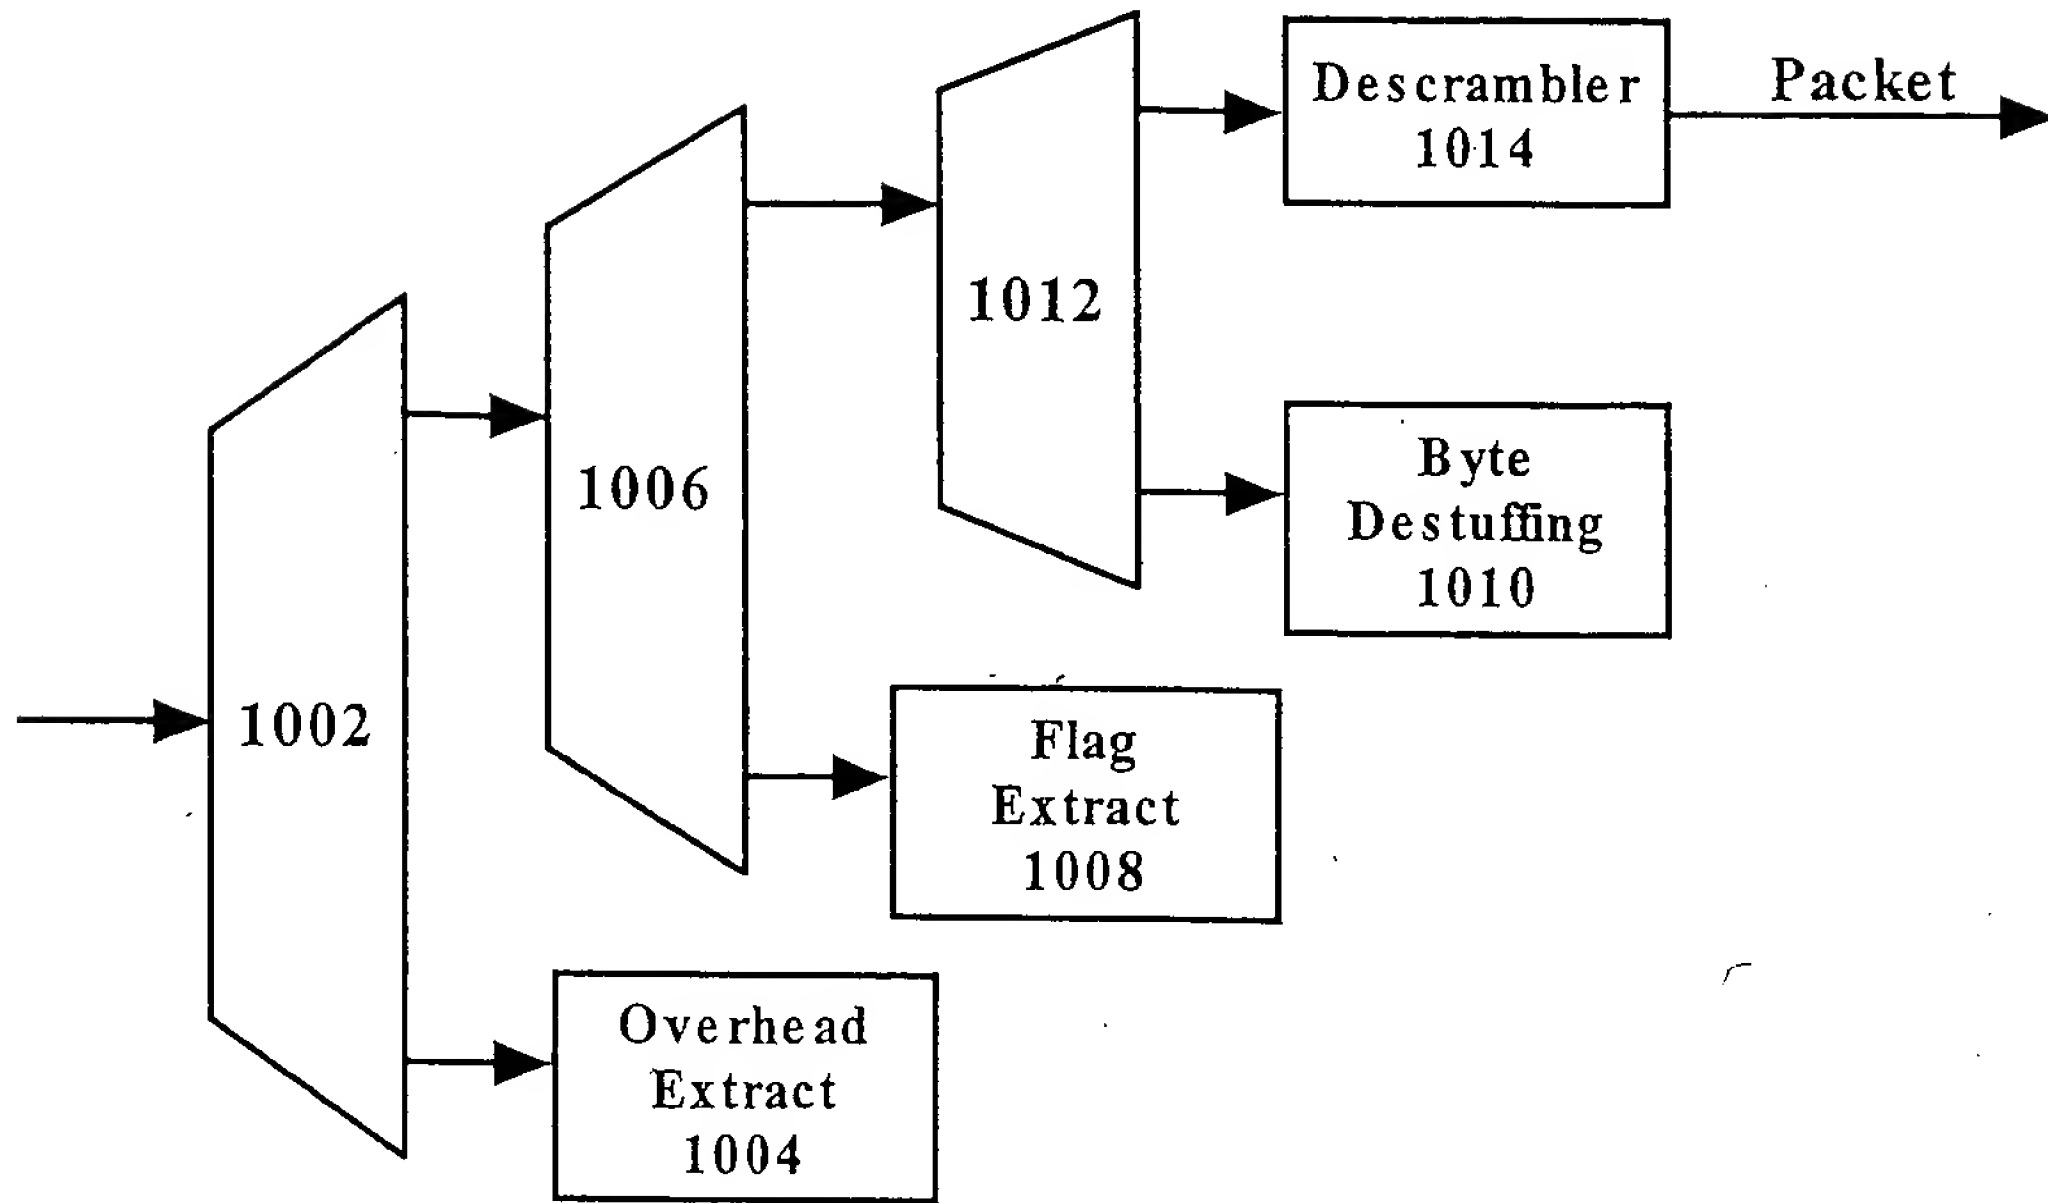 Descrambler
1014
Packet
1012
1006
Byte
Destuffing
1010
1002
Flag
Extract
1008
Overhead
Extract
1004